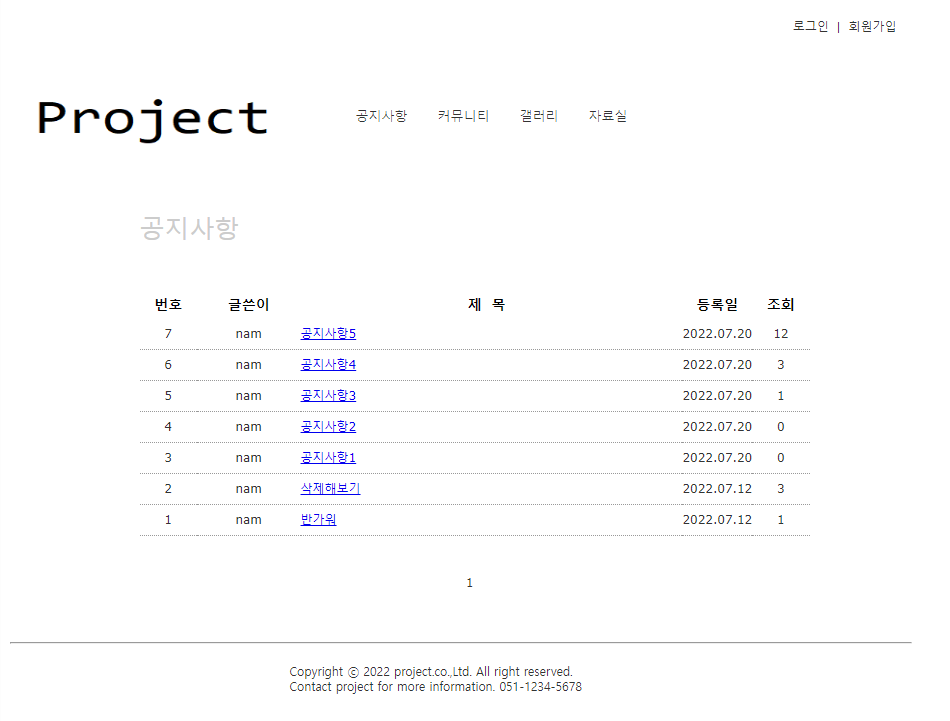 로그인 | 회원가입
Project
공지사항 커뮤니티 갤러리 자료실
공지사항
번호 글쓴이 제 목 등록일 조회
7 nam 공지사항5 2022.07.20 12
6 nam 공지사항4 2022.07.20 3
5 nam 공지사항3 2022.07.20 1
4 nam 공지사항2 2022.07.20 0
3 nam 공지사항1 2022.07.20 0
2 nam 삭제해보기 2022.07.12 3
1 nam 반가워 2022.07.12 1
1
Copyright ⓒ 2022 project.co.,Ltd. All right reserved.
Contact project for more information. 051-1234-5678